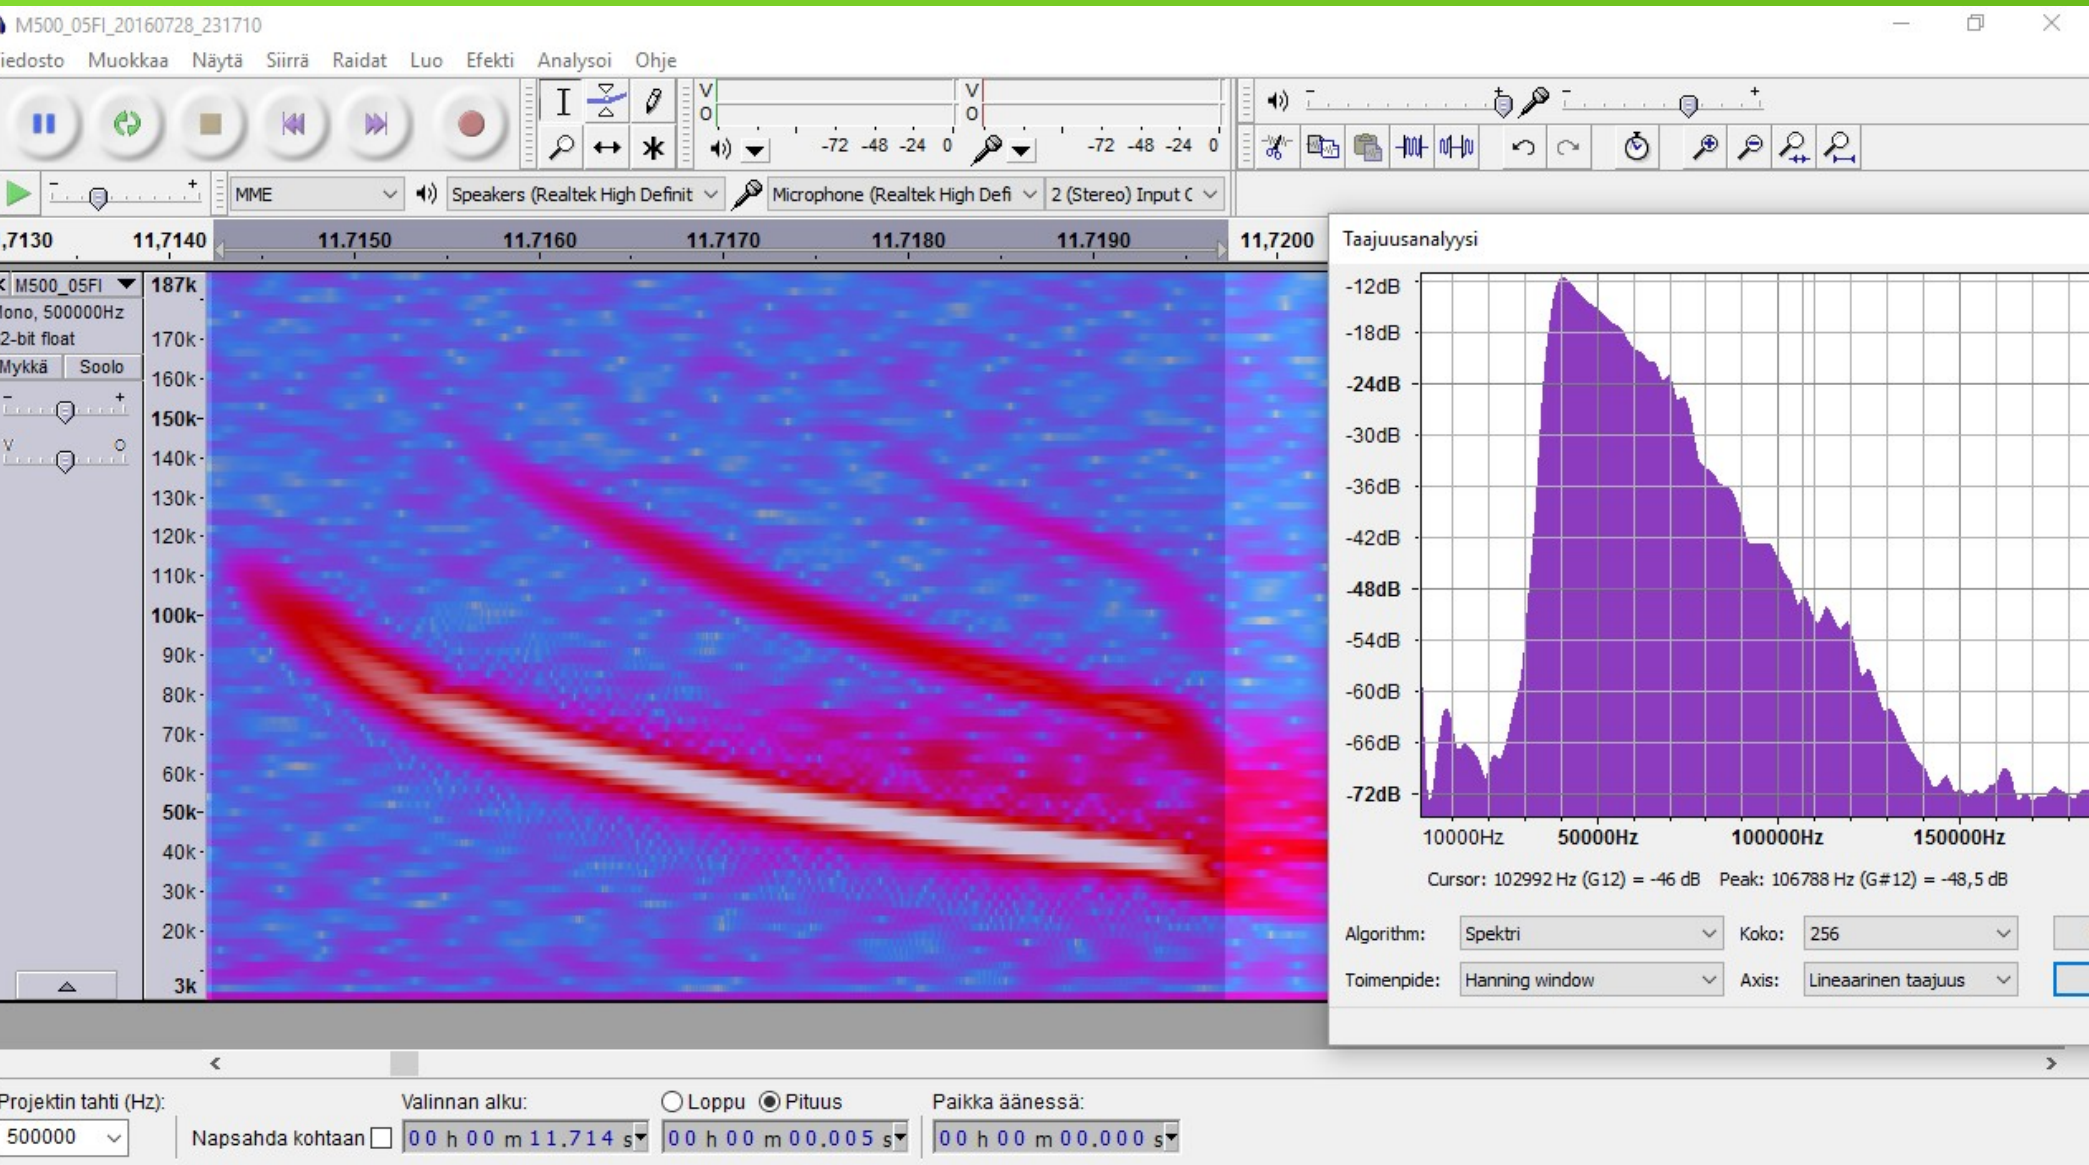 M500_05FI_20160728_231710
iedosto Muokkaa Näytä Siirrä Raidat Luo Efekti Analysoi Ohje
V
O
-72 -48 -24 0
V
O
-72 -48 -24 0
- +
- +
- +
MME
Speakers (Realtek High Definit
Microphone (Realtek High Defi
2 (Stereo) Input C
,7130 11,7140 11.7150 11.7160 11.7170 11.7180 11.7190 11,7200
M500_05FI
Mono, 500000Hz
2-bit float
Mykkä Soolo
- +
V O
187k
170k
160k
150k
140k
130k
120k
110k
100k
90k
80k
70k
60k
50k
40k
30k
20k
3k
Taajuusanalyysi
-12dB
-18dB
-24dB
-30dB
-36dB
-42dB
-48dB
-54dB
-60dB
-66dB
-72dB
10000Hz 50000Hz 100000Hz 150000Hz
Cursor: 102992 Hz (G12) = -46 dB Peak: 106788 Hz (G#12) = -48,5 dB
Algorithm: Spektri Koko: 256
Toimenpide: Hanning window Axis: Lineaarinen taajuus
Projektin tahti (Hz): Valinnan alku: Loppu Pituus Paikka äänessä:
500000 Napsahda kohtaan 00 h 00 m 11.714 s 00 h 00 m 00.005 s 00 h 00 m 00.000 s